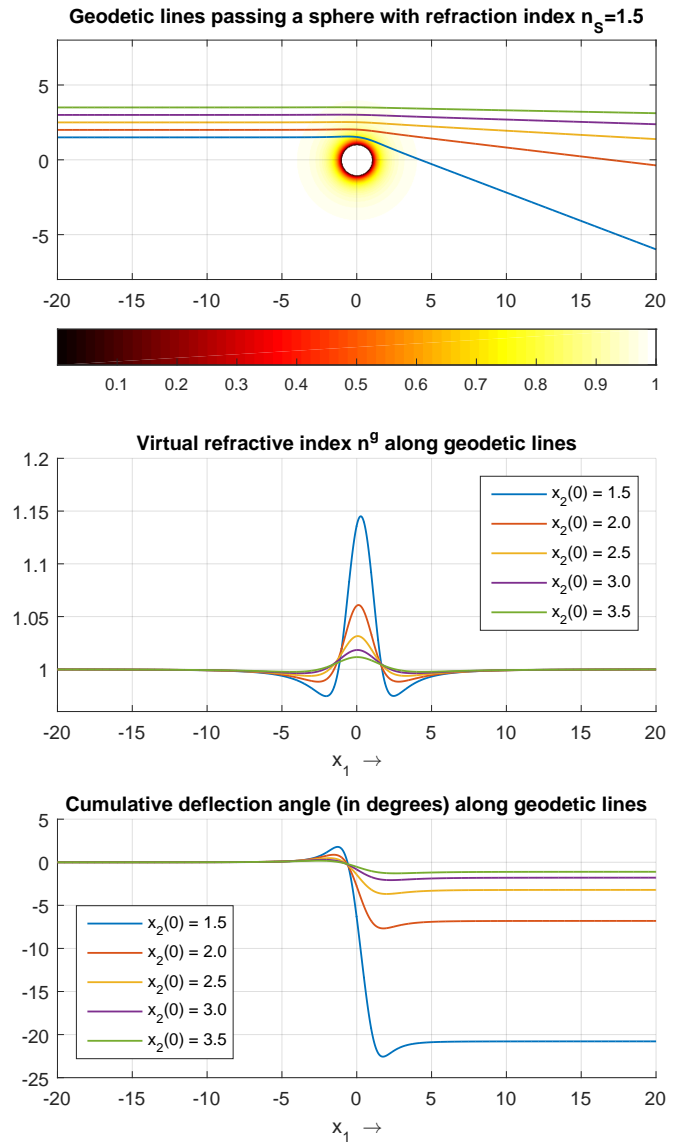 Geodetic lines passing a sphere with refraction index n_S=1.5
5
0
-5
-20 -15 -10 -5 0 5 10 15 20
0.1 0.2 0.3 0.4 0.5 0.6 0.7 0.8 0.9 1
Virtual refractive index n^g along geodetic lines
1.2
1.15
1.1
1.05
1
x_2(0) = 1.5
x_2(0) = 2.0
x_2(0) = 2.5
x_2(0) = 3.0
x_2(0) = 3.5
-20 -15 -10 -5 0 5 10 15 20
x_1 →
Cumulative deflection angle (in degrees) along geodetic lines
5
0
-5
-10
-15
-20
-25
x_2(0) = 1.5
x_2(0) = 2.0
x_2(0) = 2.5
x_2(0) = 3.0
x_2(0) = 3.5
-20 -15 -10 -5 0 5 10 15 20
x_1 →